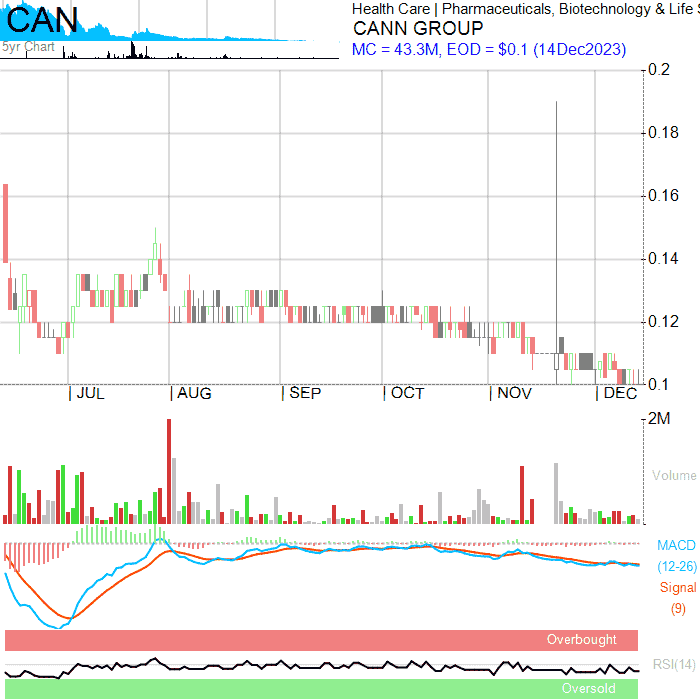 CAN
5yr Chart
Health Care | Pharmaceuticals, Biotechnology & Life S
CANN GROUP
MC = 43.3M, EOD = $0.1 (14Dec2023)
0.2
0.18
0.16
0.14
0.12
0.1
JUL AUG SEP OCT NOV DEC
2M
Volume
MACD
(12-26)
Signal
(9)
Overbought
RSI(14)
Oversold